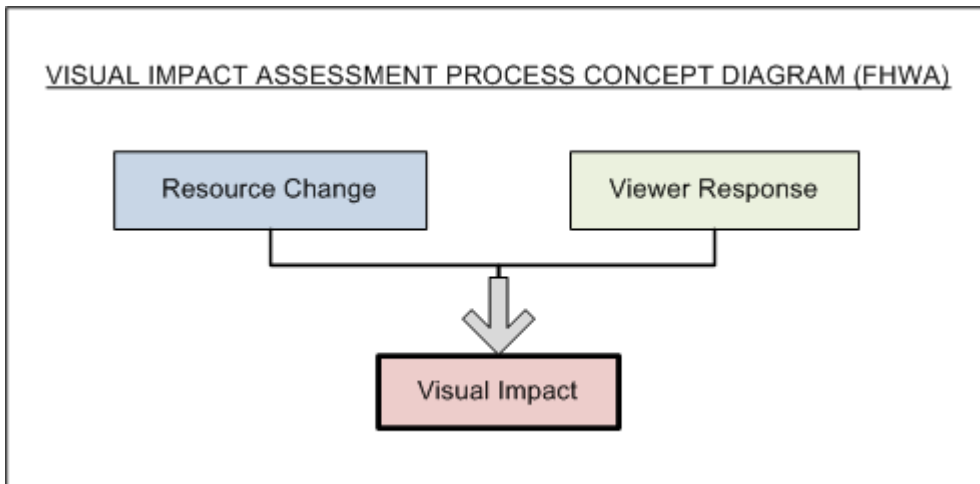 VISUAL IMPACT ASSESSMENT PROCESS CONCEPT DIAGRAM (FHWA)
Resource Change
Viewer Response
Visual Impact